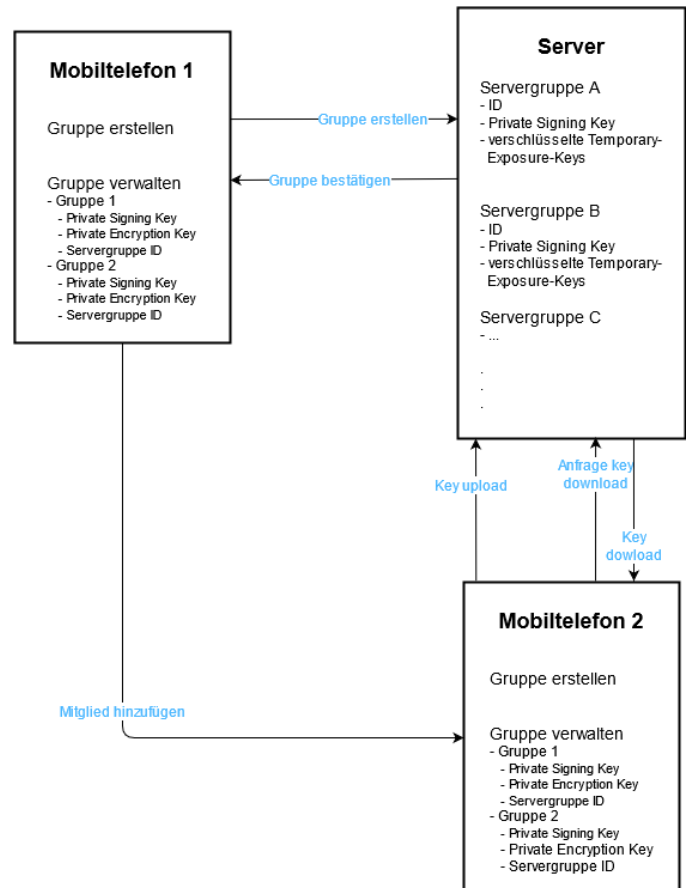 Mobiltelefon 1
Gruppe erstellen
Gruppe verwalten
- Gruppe 1
- Private Signing Key
- Private Encryption Key
- Servergruppe ID
- Gruppe 2
- Private Signing Key
- Private Encryption Key
- Servergruppe ID
Gruppe erstellen
Gruppe bestätigen
Server
Servergruppe A
- ID
- Private Signing Key
- verschlüsselte Temporary-
Exposure-Keys
Servergruppe B
- ID
- Private Signing Key
- verschlüsselte Temporary-
Exposure-Keys
Servergruppe C
- ...
.
.
.
Key upload
Anfrage key
download
Key
dowload
Mitglied hinzufügen
Mobiltelefon 2
Gruppe erstellen
Gruppe verwalten
- Gruppe 1
- Private Signing Key
- Private Encryption Key
- Servergruppe ID
- Gruppe 2
- Private Signing Key
- Private Encryption Key
- Servergruppe ID